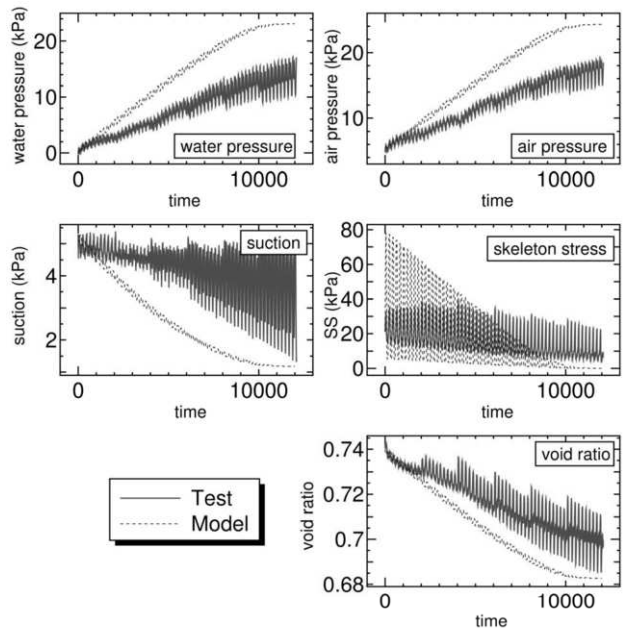 water pressure (kPa)
20
10
0
water pressure
0
10000
time
air pressure (kPa)
20
10
air pressure
0
10000
time
suction (kPa)
4
2
suction
0
10000
time
SS (kPa)
80
60
40
20
0
skeleton stress
0
10000
time
Test
Model
void ratio
0.74
0.72
0.7
0.68
void ratio
0
10000
time